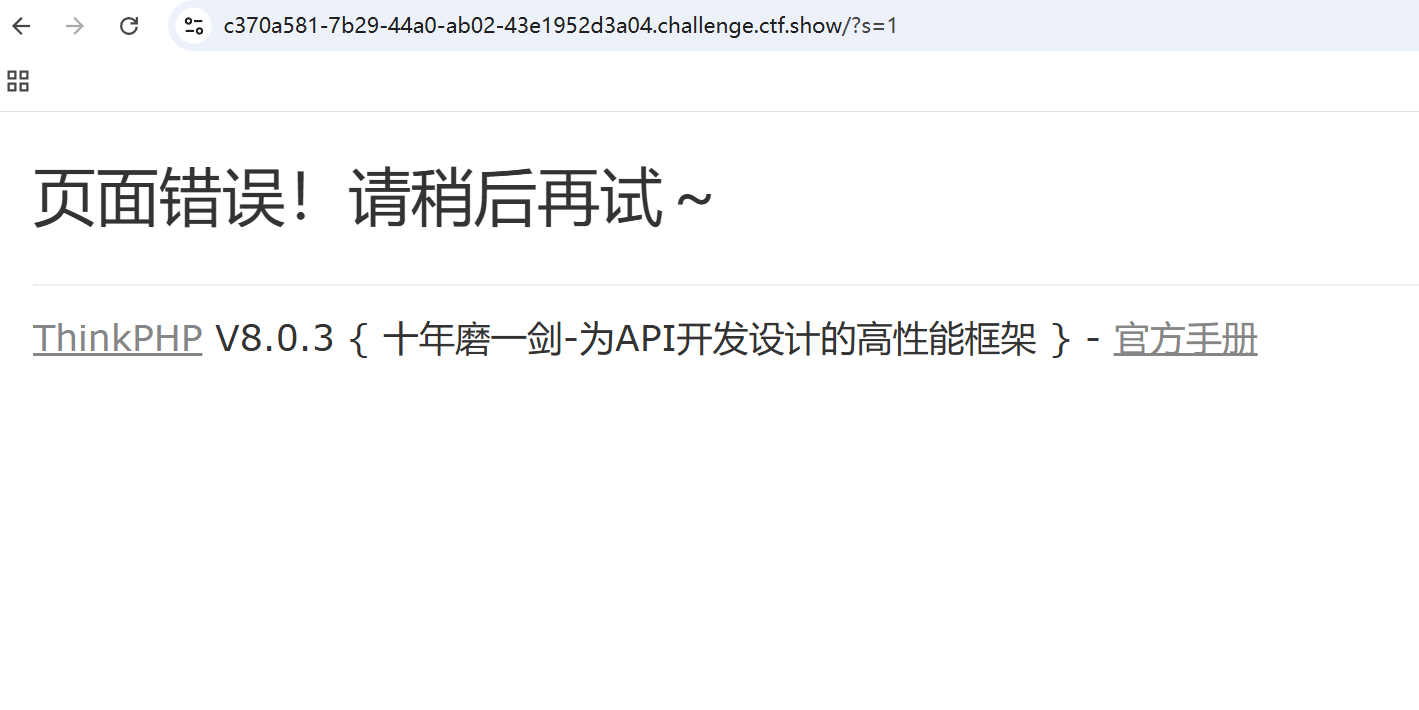 c370a581-7b29-44a0-ab02-43e1952d3a04.challenge.ctf.show/?s=1
页面错误！请稍后再试～
ThinkPHP V8.0.3 { 十年磨一剑-为API开发设计的高性能框架 } - 官方手册